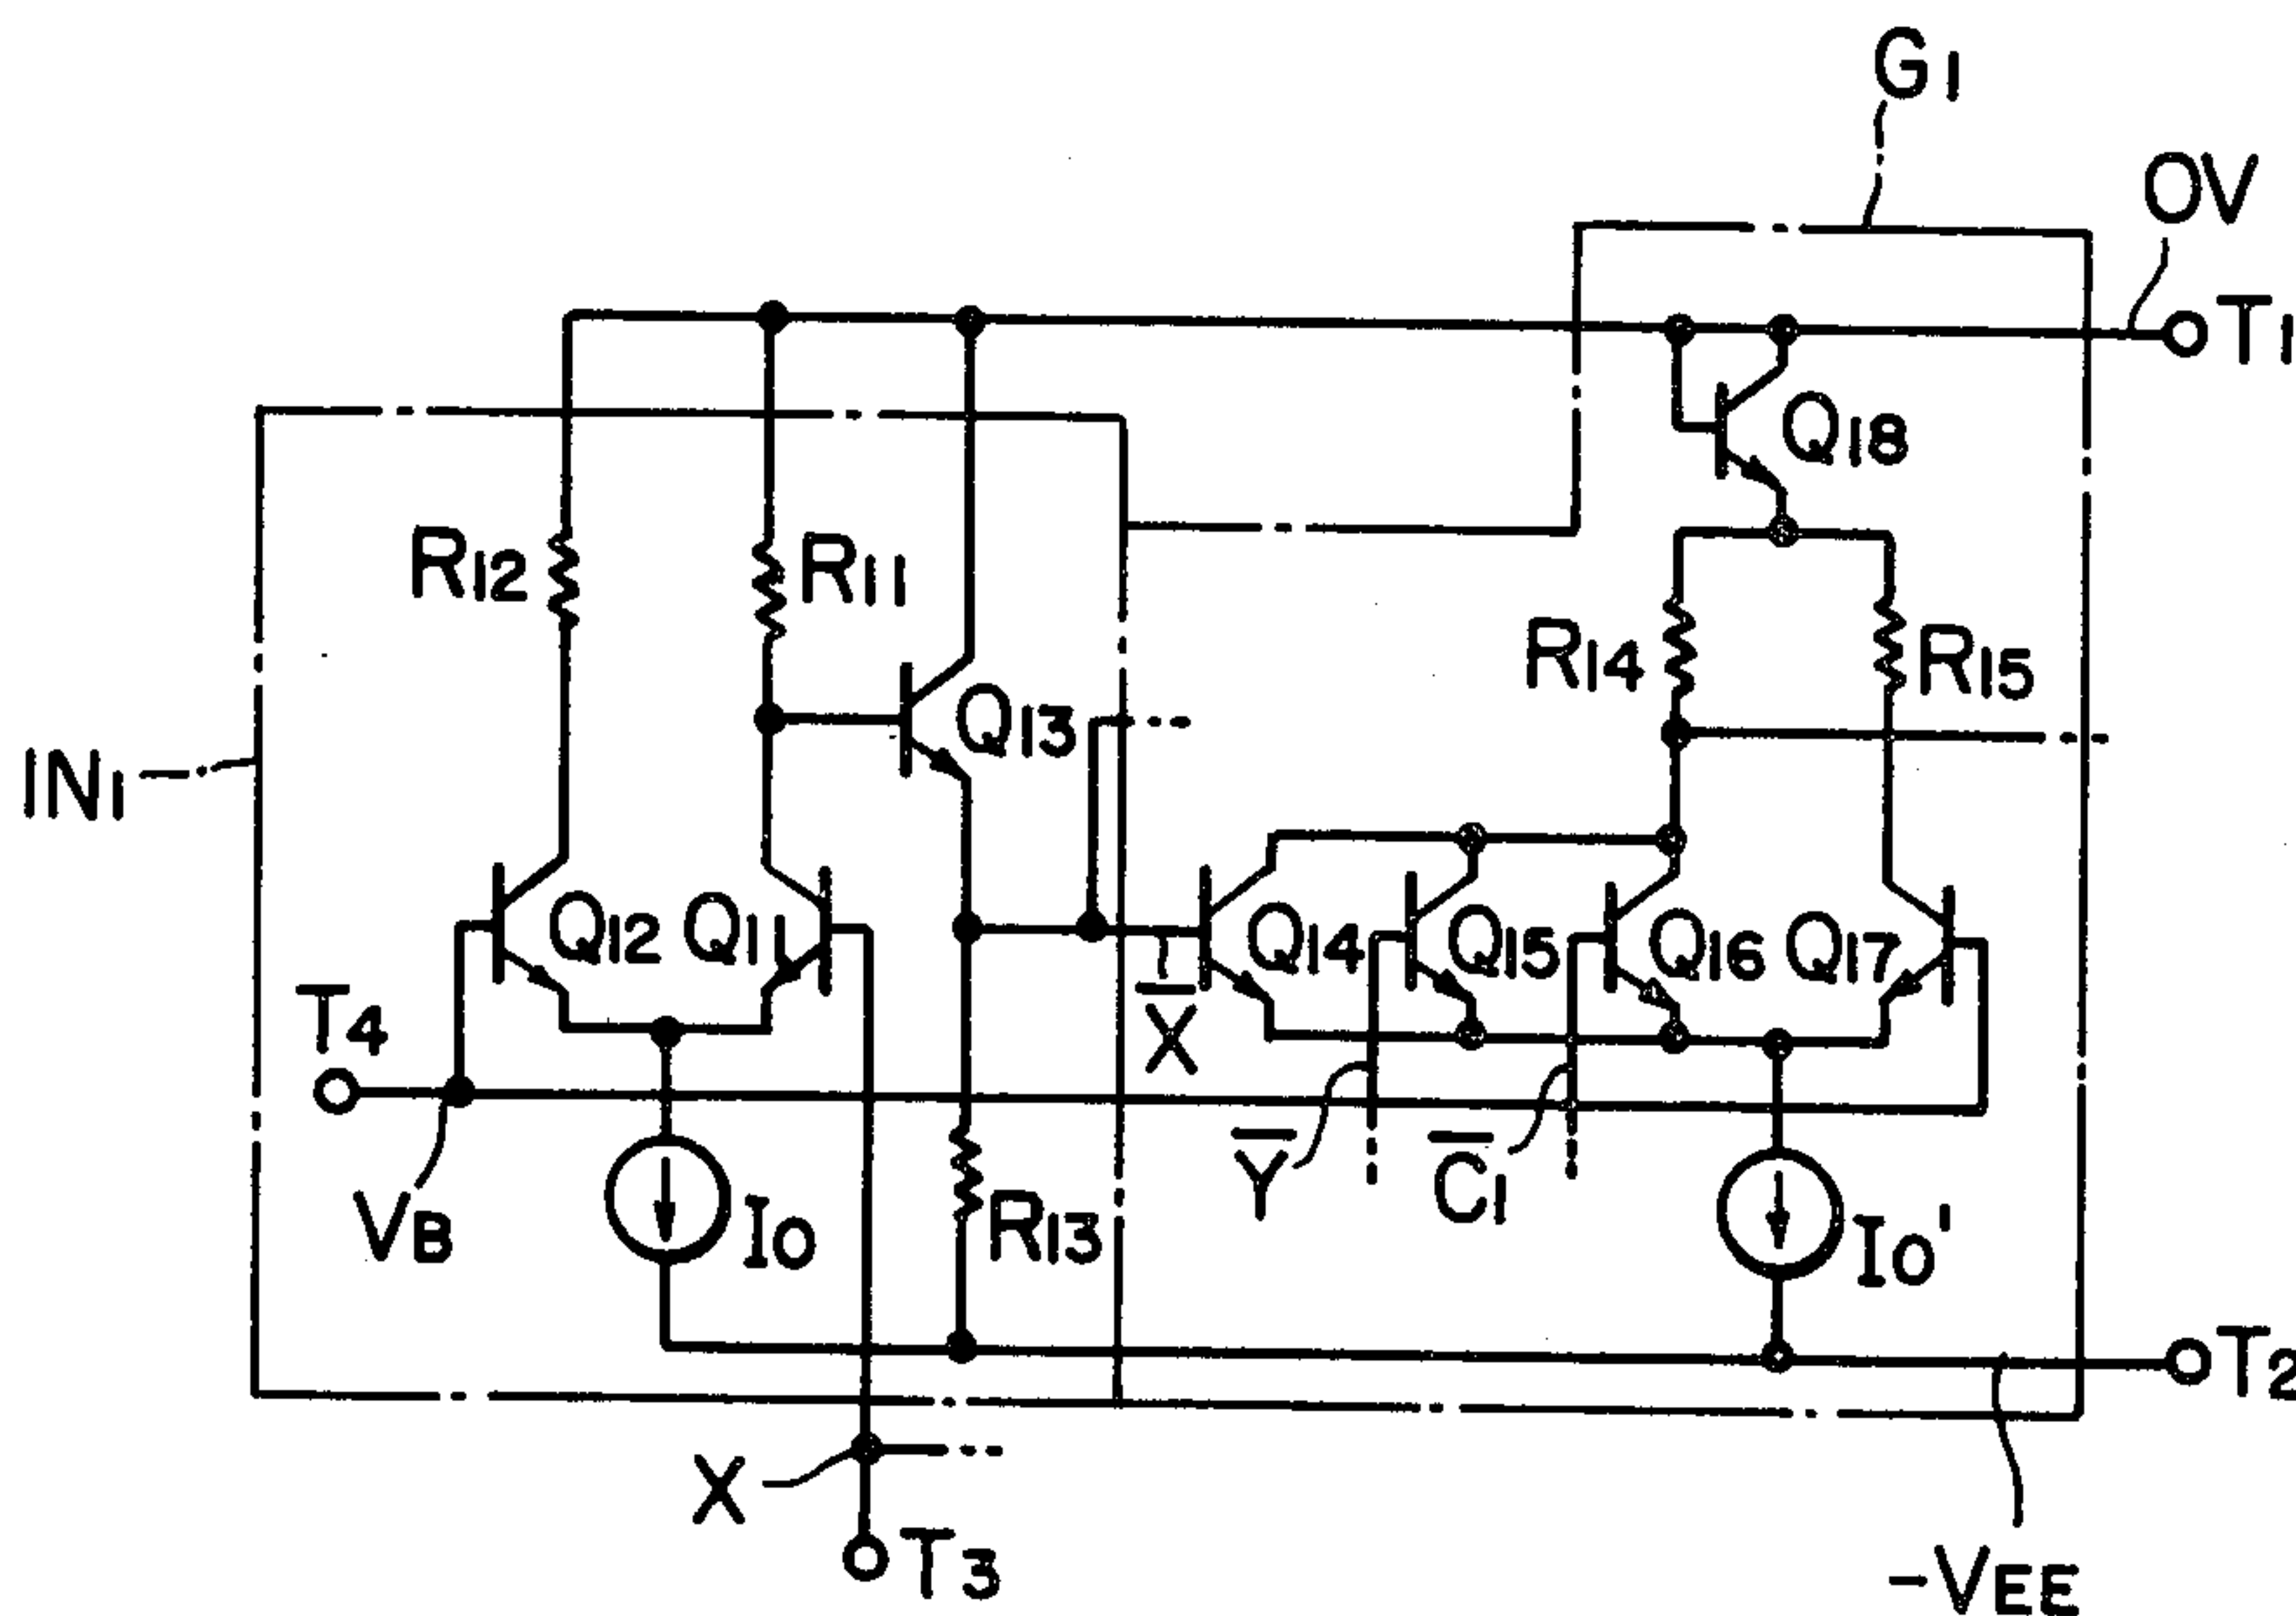 G1
0V
T1
Q18
R12
R11
R14
R15
Q13
IN1
Q12
Q11
Q14
Q15
Q16
Q17
T4
X̅
Y̅
C̅1
VB
I0
R13
I0'
T2
X
T3
-VEE